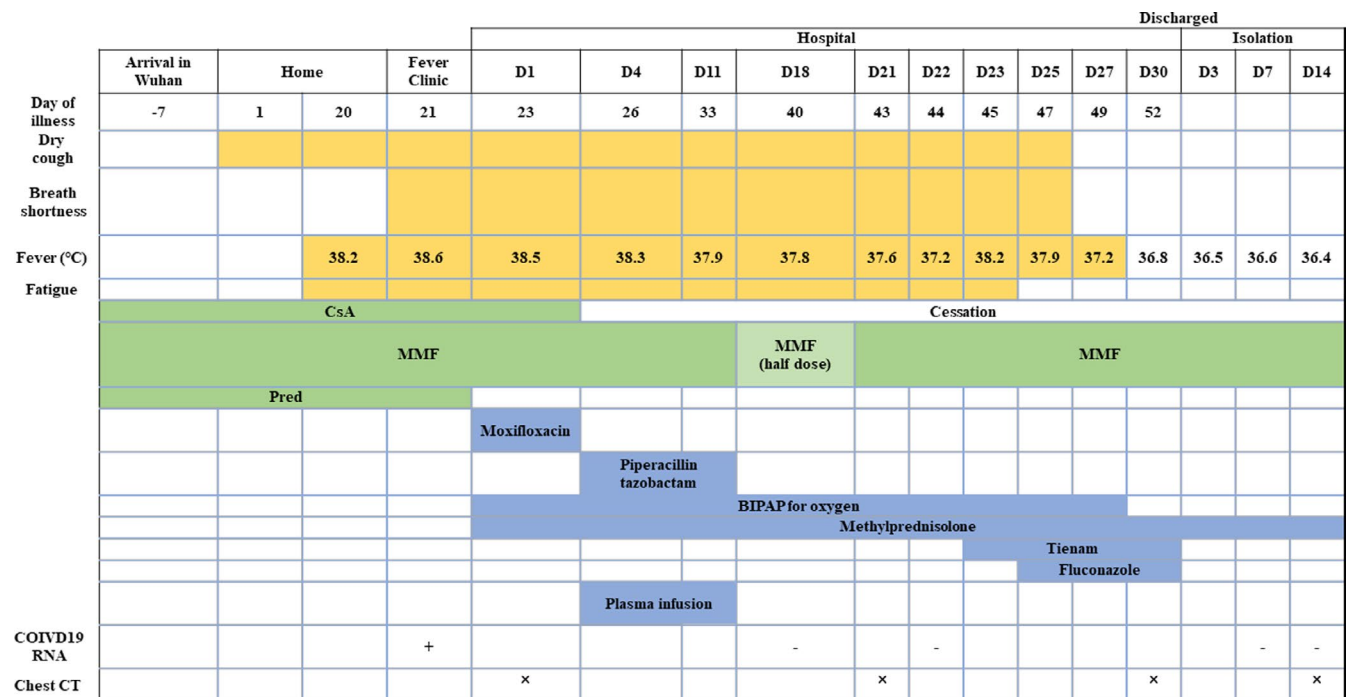 Discharged
Hospital Isolation
Arrival in Wuhan Home Fever Clinic D1 D4 D11 D18 D21 D22 D23 D25 D27 D30 D3 D7 D14
Day of illness -7 1 20 21 23 26 33 40 43 44 45 47 49 52
Dry cough
Breath shortness
Fever (°C) 38.2 38.6 38.5 38.3 37.9 37.8 37.6 37.2 38.2 37.9 37.2 36.8 36.5 36.6 36.4
Fatigue
CsA Cessation
MMF MMF (half dose) MMF
Pred
Moxifloxacin
Piperacillin tazobactam
BIPAP for oxygen
Methylprednisolone
Tienam
Fluconazole
Plasma infusion
COIVD19 RNA + - - - -
Chest CT × × × ×